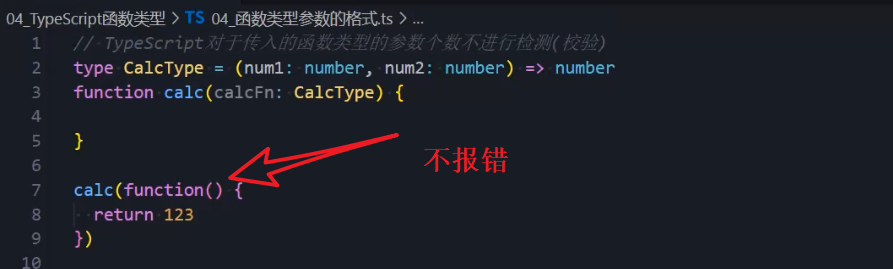 04_TypeScript函数类型 > TS 04_函数类型参数的格式.ts > ...
1 // TypeScript对于传入的函数类型的参数个数不进行检测(校验)
2 type CalcType = (num1: number, num2: number) => number
3 function calc(calcFn: CalcType) {
4
5 }
6
7 calc(function() {
8 return 123
9 })
10
不报错